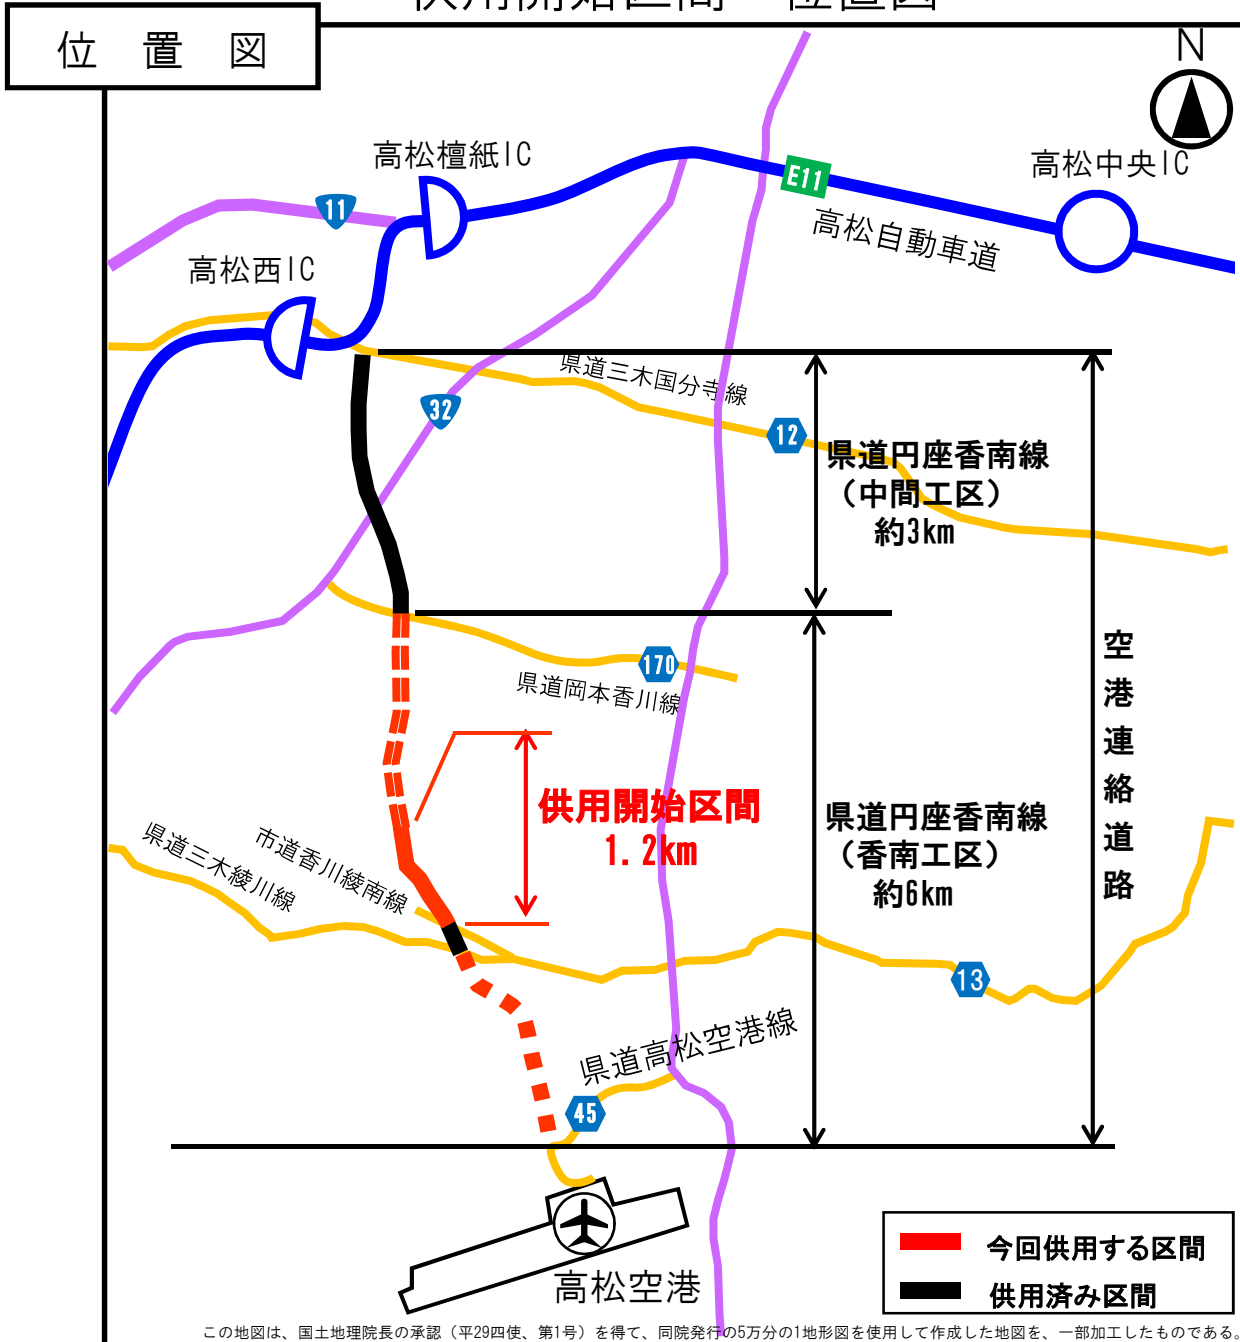 供用開始区間 位置図
位 置 図
N
高松檀紙IC
高松中央IC
E11
11
高松自動車道
高松西IC
県道三木国分寺線
32
12
県道円座香南線
（中間工区）
約3km
空港連絡道路
170
県道岡本香川線
供用開始区間
1.2km
県道円座香南線
（香南工区）
約6km
市道香川綾南線
県道三木綾川線
13
県道高松空港線
45
高松空港
今回供用する区間
供用済み区間
この地図は、国土地理院長の承認（平29四使、第1号）を得て、同院発行の5万分の1地形図を使用して作成した地図を、一部加工したものである。